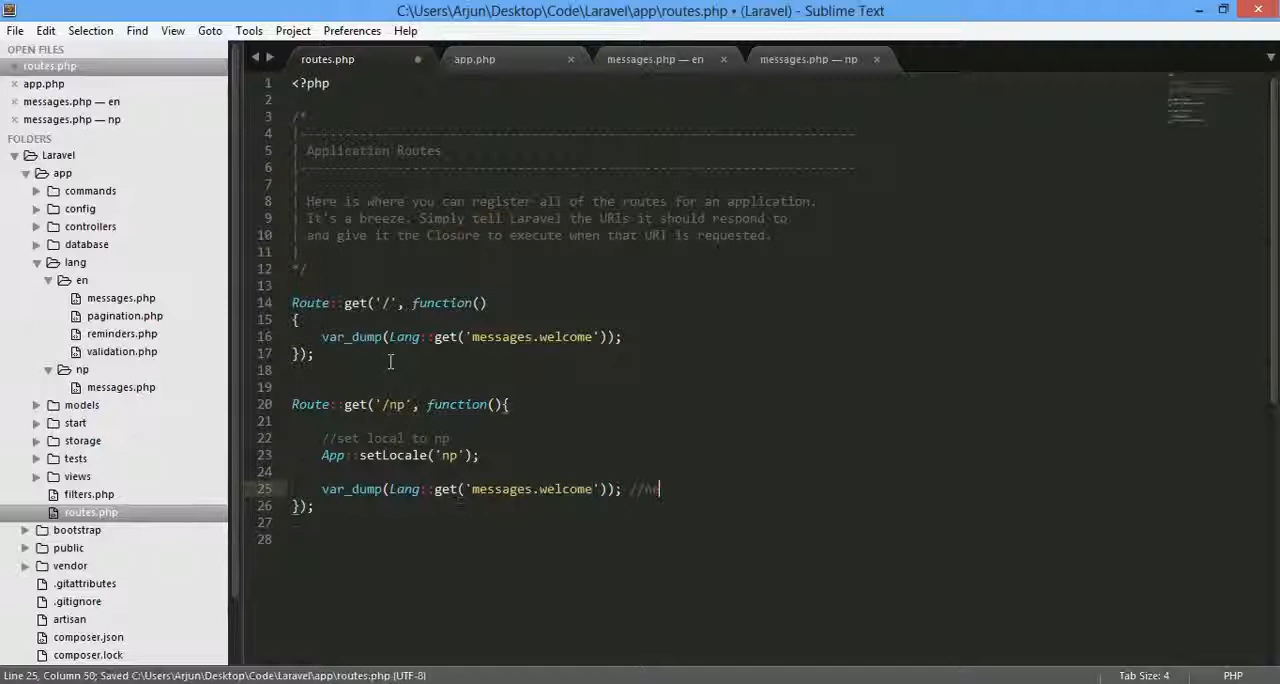 C:\Users\Arjun\Desktop\Code\Laravel\app\routes.php • (Laravel) - Sublime Text
File Edit Selection Find View Goto Tools Project Preferences Help
OPEN FILES
routes.php
app.php
messages.php — en
messages.php — np
FOLDERS
Laravel
app
commands
config
controllers
database
lang
en
messages.php
pagination.php
reminders.php
validation.php
np
messages.php
models
start
storage
tests
views
filters.php
routes.php
bootstrap
public
vendor
.gitattributes
.gitignore
artisan
composer.json
composer.lock
routes.php app.php messages.php — en messages.php — np
1 <?php
2
3 /*
4 |--------------------------------------------------------------------------
5 | Application Routes
6 |--------------------------------------------------------------------------
7 |
8 | Here is where you can register all of the routes for an application.
9 | It's a breeze. Simply tell Laravel the URIs it should respond to
10 | and give it the Closure to execute when that URI is requested.
11 |
12 */
13
14 Route::get('/', function()
15 {
16 var_dump(Lang::get('messages.welcome'));
17 });
18
19
20 Route::get('/np', function(){
21
22 //set local to np
23 App::setLocale('np');
24
25 var_dump(Lang::get('messages.welcome')); //ne
26 });
27
28
Line 25, Column 50; Saved C:\Users\Arjun\Desktop\Code\Laravel\app\routes.php (UTF-8) Tab Size: 4 PHP